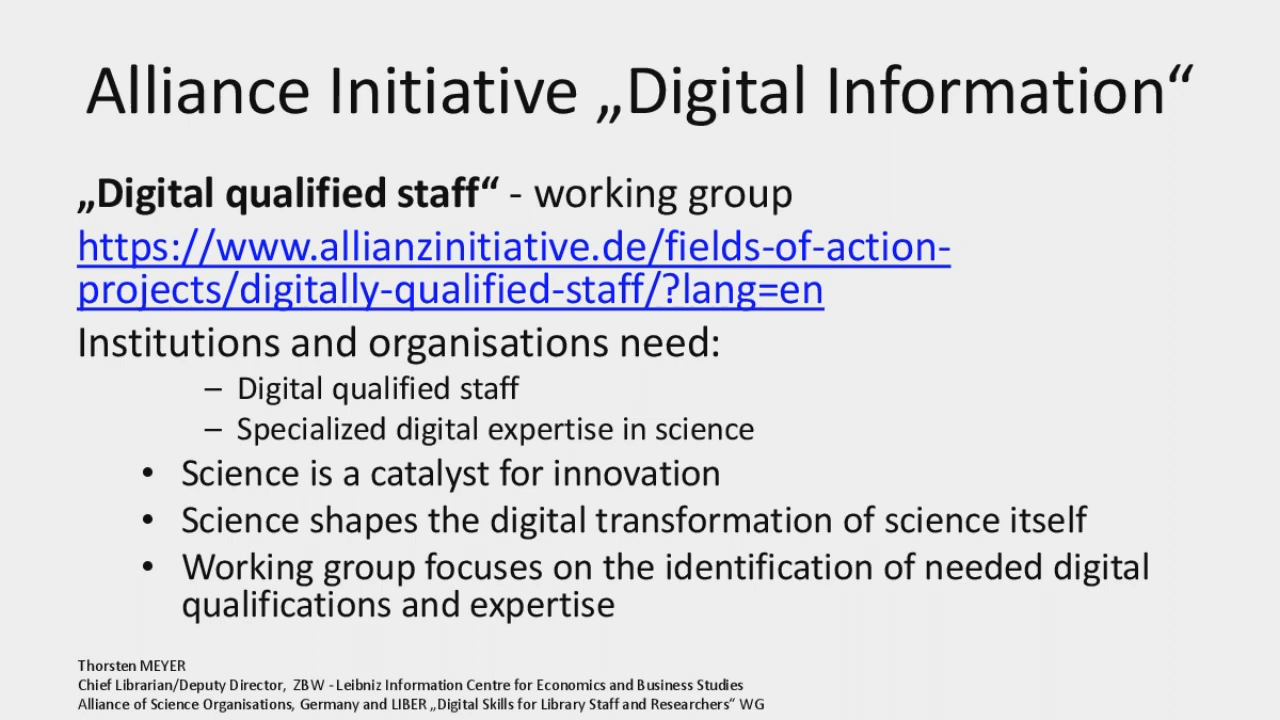 Alliance Initiative „Digital Information“
„Digital qualified staff“ - working group
https://www.allianzinitiative.de/fields-of-action-
projects/digitally-qualified-staff/?lang=en
Institutions and organisations need:
– Digital qualified staff
– Specialized digital expertise in science
• Science is a catalyst for innovation
• Science shapes the digital transformation of science itself
• Working group focuses on the identification of needed digital
qualifications and expertise
Thorsten MEYER
Chief Librarian/Deputy Director, ZBW - Leibniz Information Centre for Economics and Business Studies
Alliance of Science Organisations, Germany and LIBER „Digital Skills for Library Staff and Researchers“ WG